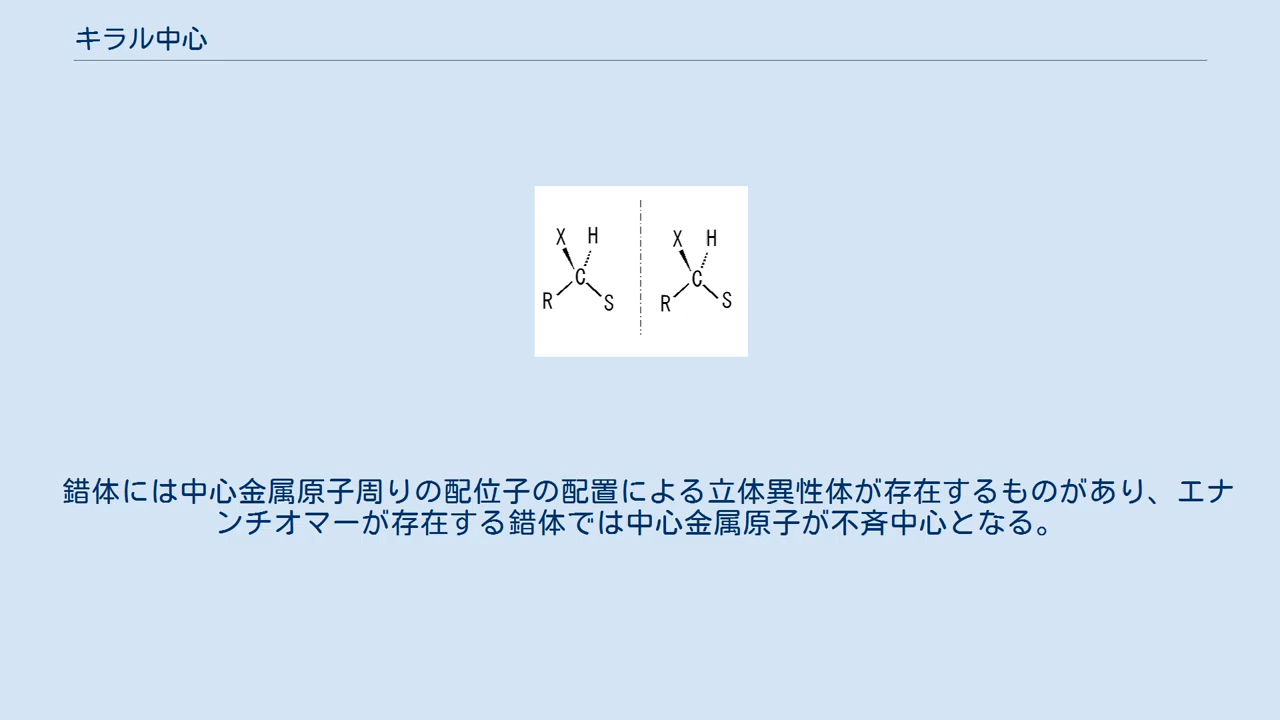 キラル中心
X H X H
C C
R S R S
錯体には中心金属原子周りの配位子の配置による立体異性体が存在するものがあり、エナ
ンチオマーが存在する錯体では中心金属原子が不斉中心となる。